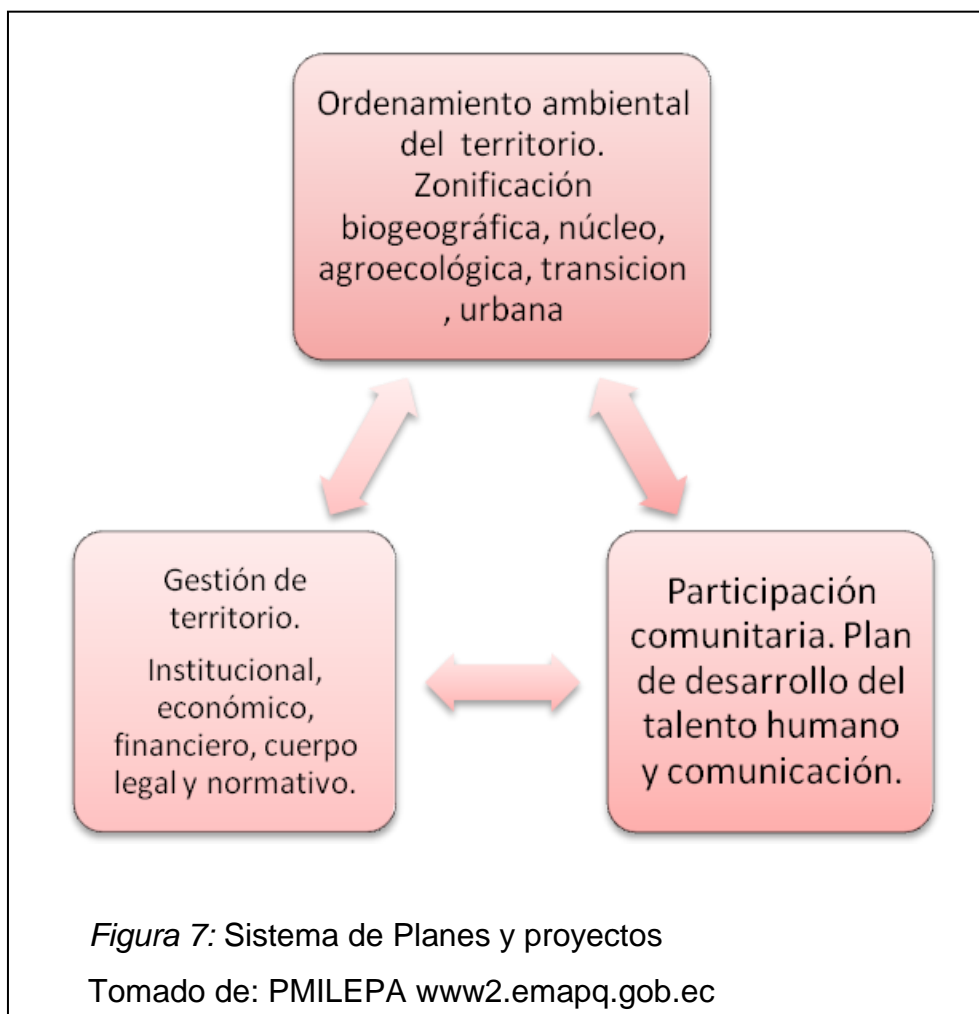 Ordenamiento ambiental
del territorio.
Zonificación
biogeográfica, núcleo,
agroecológica, transicion
, urbana
Gestión de
territorio.
Institucional,
económico,
financiero, cuerpo
legal y normativo.
Participación
comunitaria. Plan
de desarrollo del
talento humano
y comunicación.
Figura 7: Sistema de Planes y proyectos
Tomado de: PMILEPA www2.emapq.gob.ec